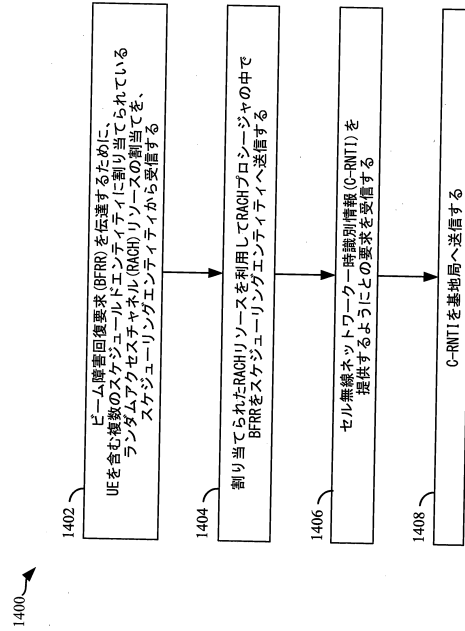 1400
1402
ビーム障害回復要求(BFRR)を伝達するために、
UEを含む複数のスケジュールドエンティティに割り当てられている
ランダムアクセスチャネル(RACH)リソースの割当てを、
スケジューリングエンティティから受信する
1404
割り当てられたRACHリソースを利用してRACHプロシージャの中で
BFRRをスケジューリングエンティティへ送信する
1406
セル無線ネットワーク一時識別情報(C-RNTI)を
提供するようにとの要求を受信する
1408
C-RNTIを基地局へ送信する